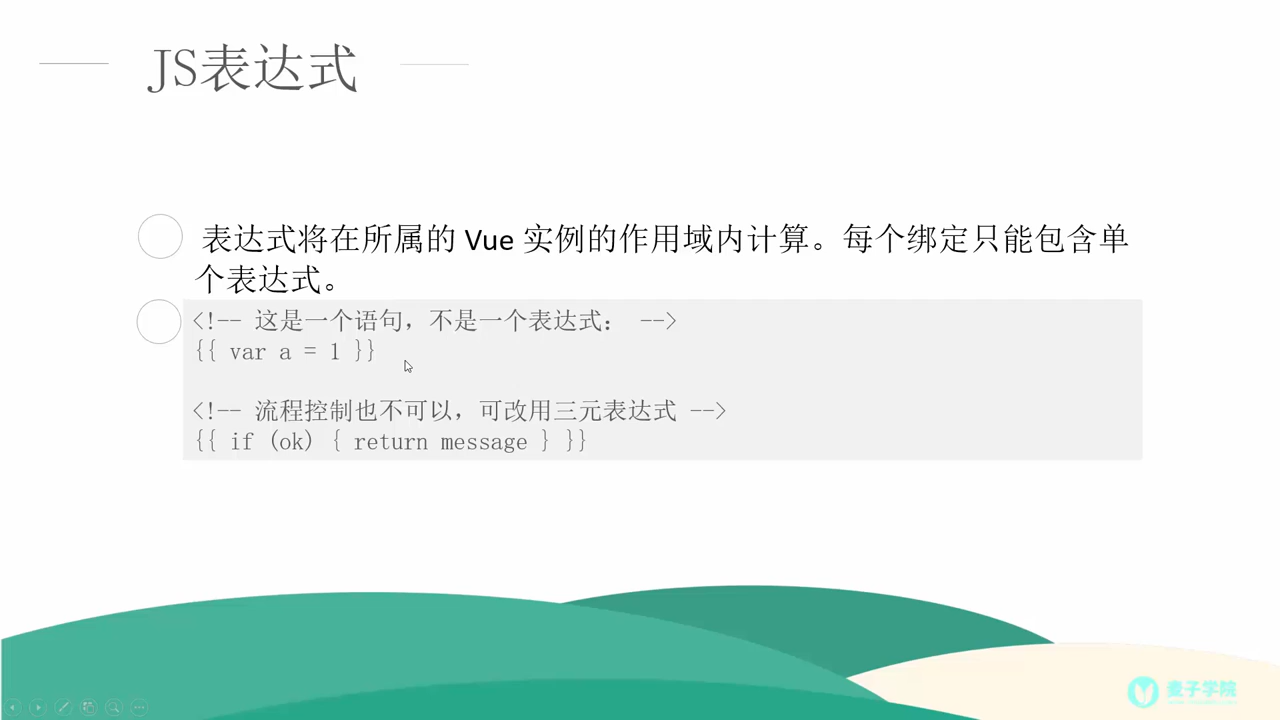 JS表达式
表达式将在所属的 Vue 实例的作用域内计算。每个绑定只能包含单
个表达式。
<!-- 这是一个语句，不是一个表达式： -->
{{ var a = 1 }}
<!-- 流程控制也不可以，可改用三元表达式 -->
{{ if (ok) { return message } }}
麦子学院